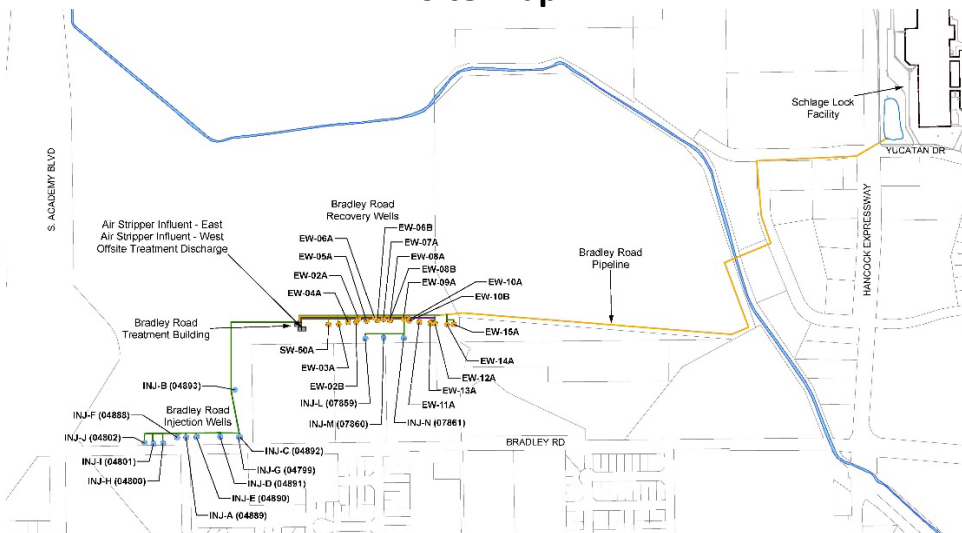 Schlage Lock
Facility
YUCATAN DR
S. ACADEMY BLVD
HANCOCK EXPRESSWAY
Bradley Road
Recovery Wells
EW-06B
EW-07A
EW-08A
EW-08B
EW-09A
EW-10A
EW-10B
Air Stripper Influent - East
Air Stripper Influent - West
Offsite Treatment Discharge
EW-06A
EW-05A
EW-02A
EW-04A
Bradley Road
Pipeline
Bradley Road
Treatment Building
SW-50A
EW-03A
EW-02B
EW-15A
EW-14A
EW-12A
EW-13A
EW-11A
INJ-L (07859)
INJ-M (07860)
INJ-N (07861)
INJ-B (04893)
Bradley Road
Injection Wells
INJ-F (04888)
INJ-J (04802)
INJ-I (04801)
INJ-H (04800)
INJ-C (04892)
INJ-G (04799)
INJ-D (04891)
INJ-E (04890)
INJ-A (04889)
BRADLEY RD